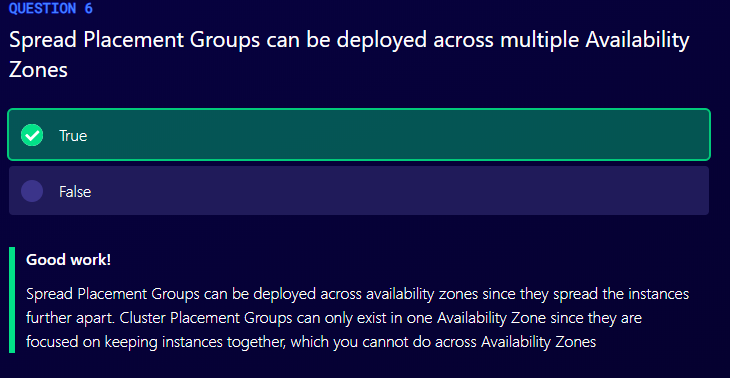 QUESTION 6
Spread Placement Groups can be deployed across multiple Availability
Zones
True
False
Good work!
Spread Placement Groups can be deployed across availability zones since they spread the instances
further apart. Cluster Placement Groups can only exist in one Availability Zone since they are
focused on keeping instances together, which you cannot do across Availability Zones